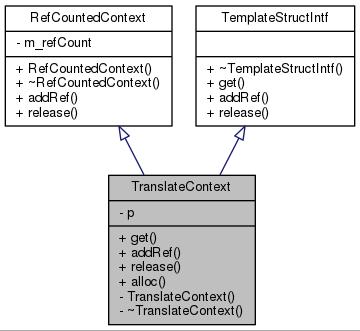 RefCountedContext
- m_refCount
+ RefCountedContext()
+ ~RefCountedContext()
+ addRef()
+ release()
TemplateStructIntf
+ ~TemplateStructIntf()
+ get()
+ addRef()
+ release()
TranslateContext
- p
+ get()
+ addRef()
+ release()
+ alloc()
- TranslateContext()
- ~TranslateContext()